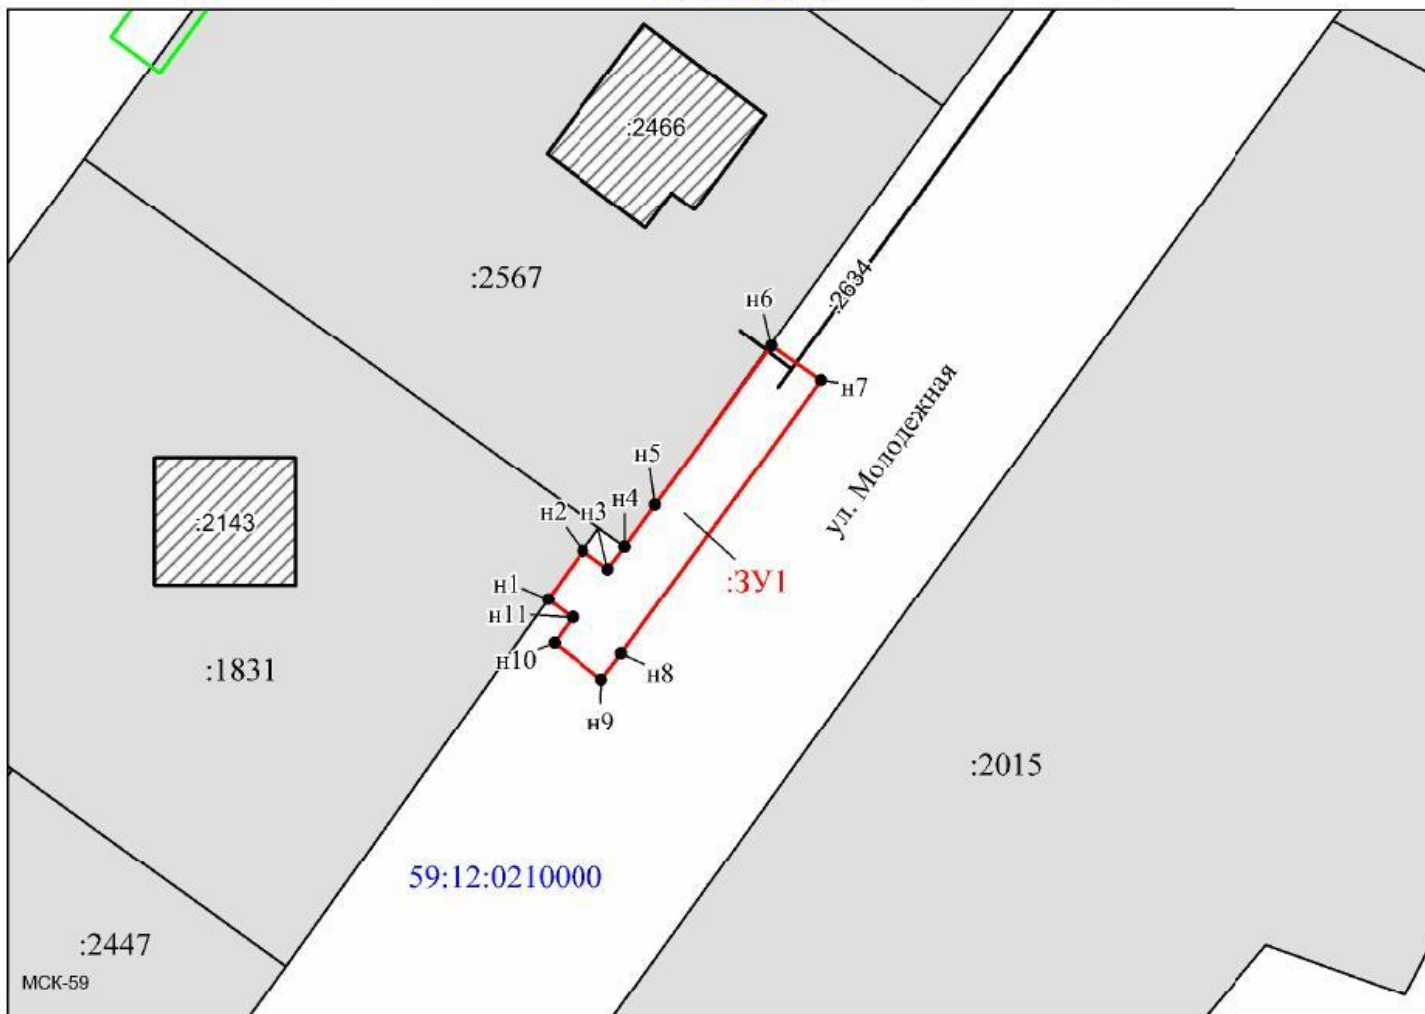 :2466
:2567
:2634
н6
н7
ул. Молодежная
н5
н4
н3
н2
:2143
:ЗУ1
н1
н11
н10
н8
:1831
н9
:2015
59:12:0210000
:2447
МСК-59